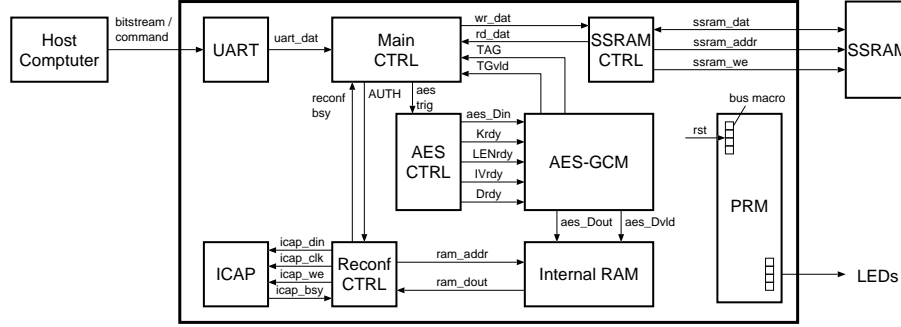 bitstream /
command
Host
Comptuter
UART
uart_dat
Main
CTRL
wr_dat
rd_dat
TAG
TGvld
SSRAM
CTRL
ssram_dat
ssram_addr
ssram_we
SSRAM
reconf
bsy
AUTH
aes
trig
AES
CTRL
aes_Din
Krdy
LENrdy
IVrdy
Drdy
AES-GCM
bus macro
rst
PRM
aes_Dout
aes_Dvld
ICAP
icap_din
icap_clk
icap_we
icap_bsy
Reconf
CTRL
ram_addr
ram_dout
Internal RAM
LEDs